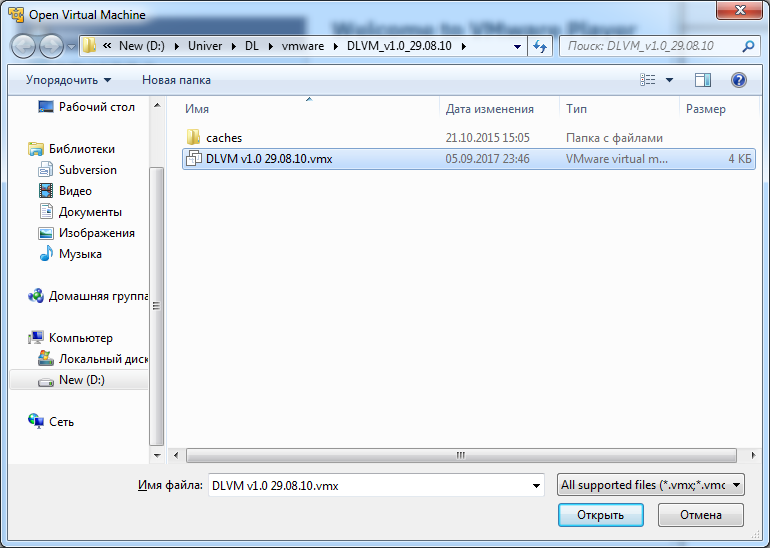 Open Virtual Machine
Welcome to VMware Player
« New (D:) Univer DL vmware DLVM_v1.0_29.08.10 Поиск: DLVM_v1.0_29.08.10
Упорядочить Новая папка
Имя Дата изменения Тип Размер
Рабочий стол
caches 21.10.2015 15:05 Папка с файлами
Библиотеки
DLVM v1.0 29.08.10.vmx 05.09.2017 23:46 VMware virtual m... 4 КБ
Subversion
Видео
Документы
Изображения
Музыка
Домашняя группа
Компьютер
Локальный диск
New (D:)
Сеть
Имя файла: DLVM v1.0 29.08.10.vmx All supported files (*.vmx;*.vmc
Открыть Отмена